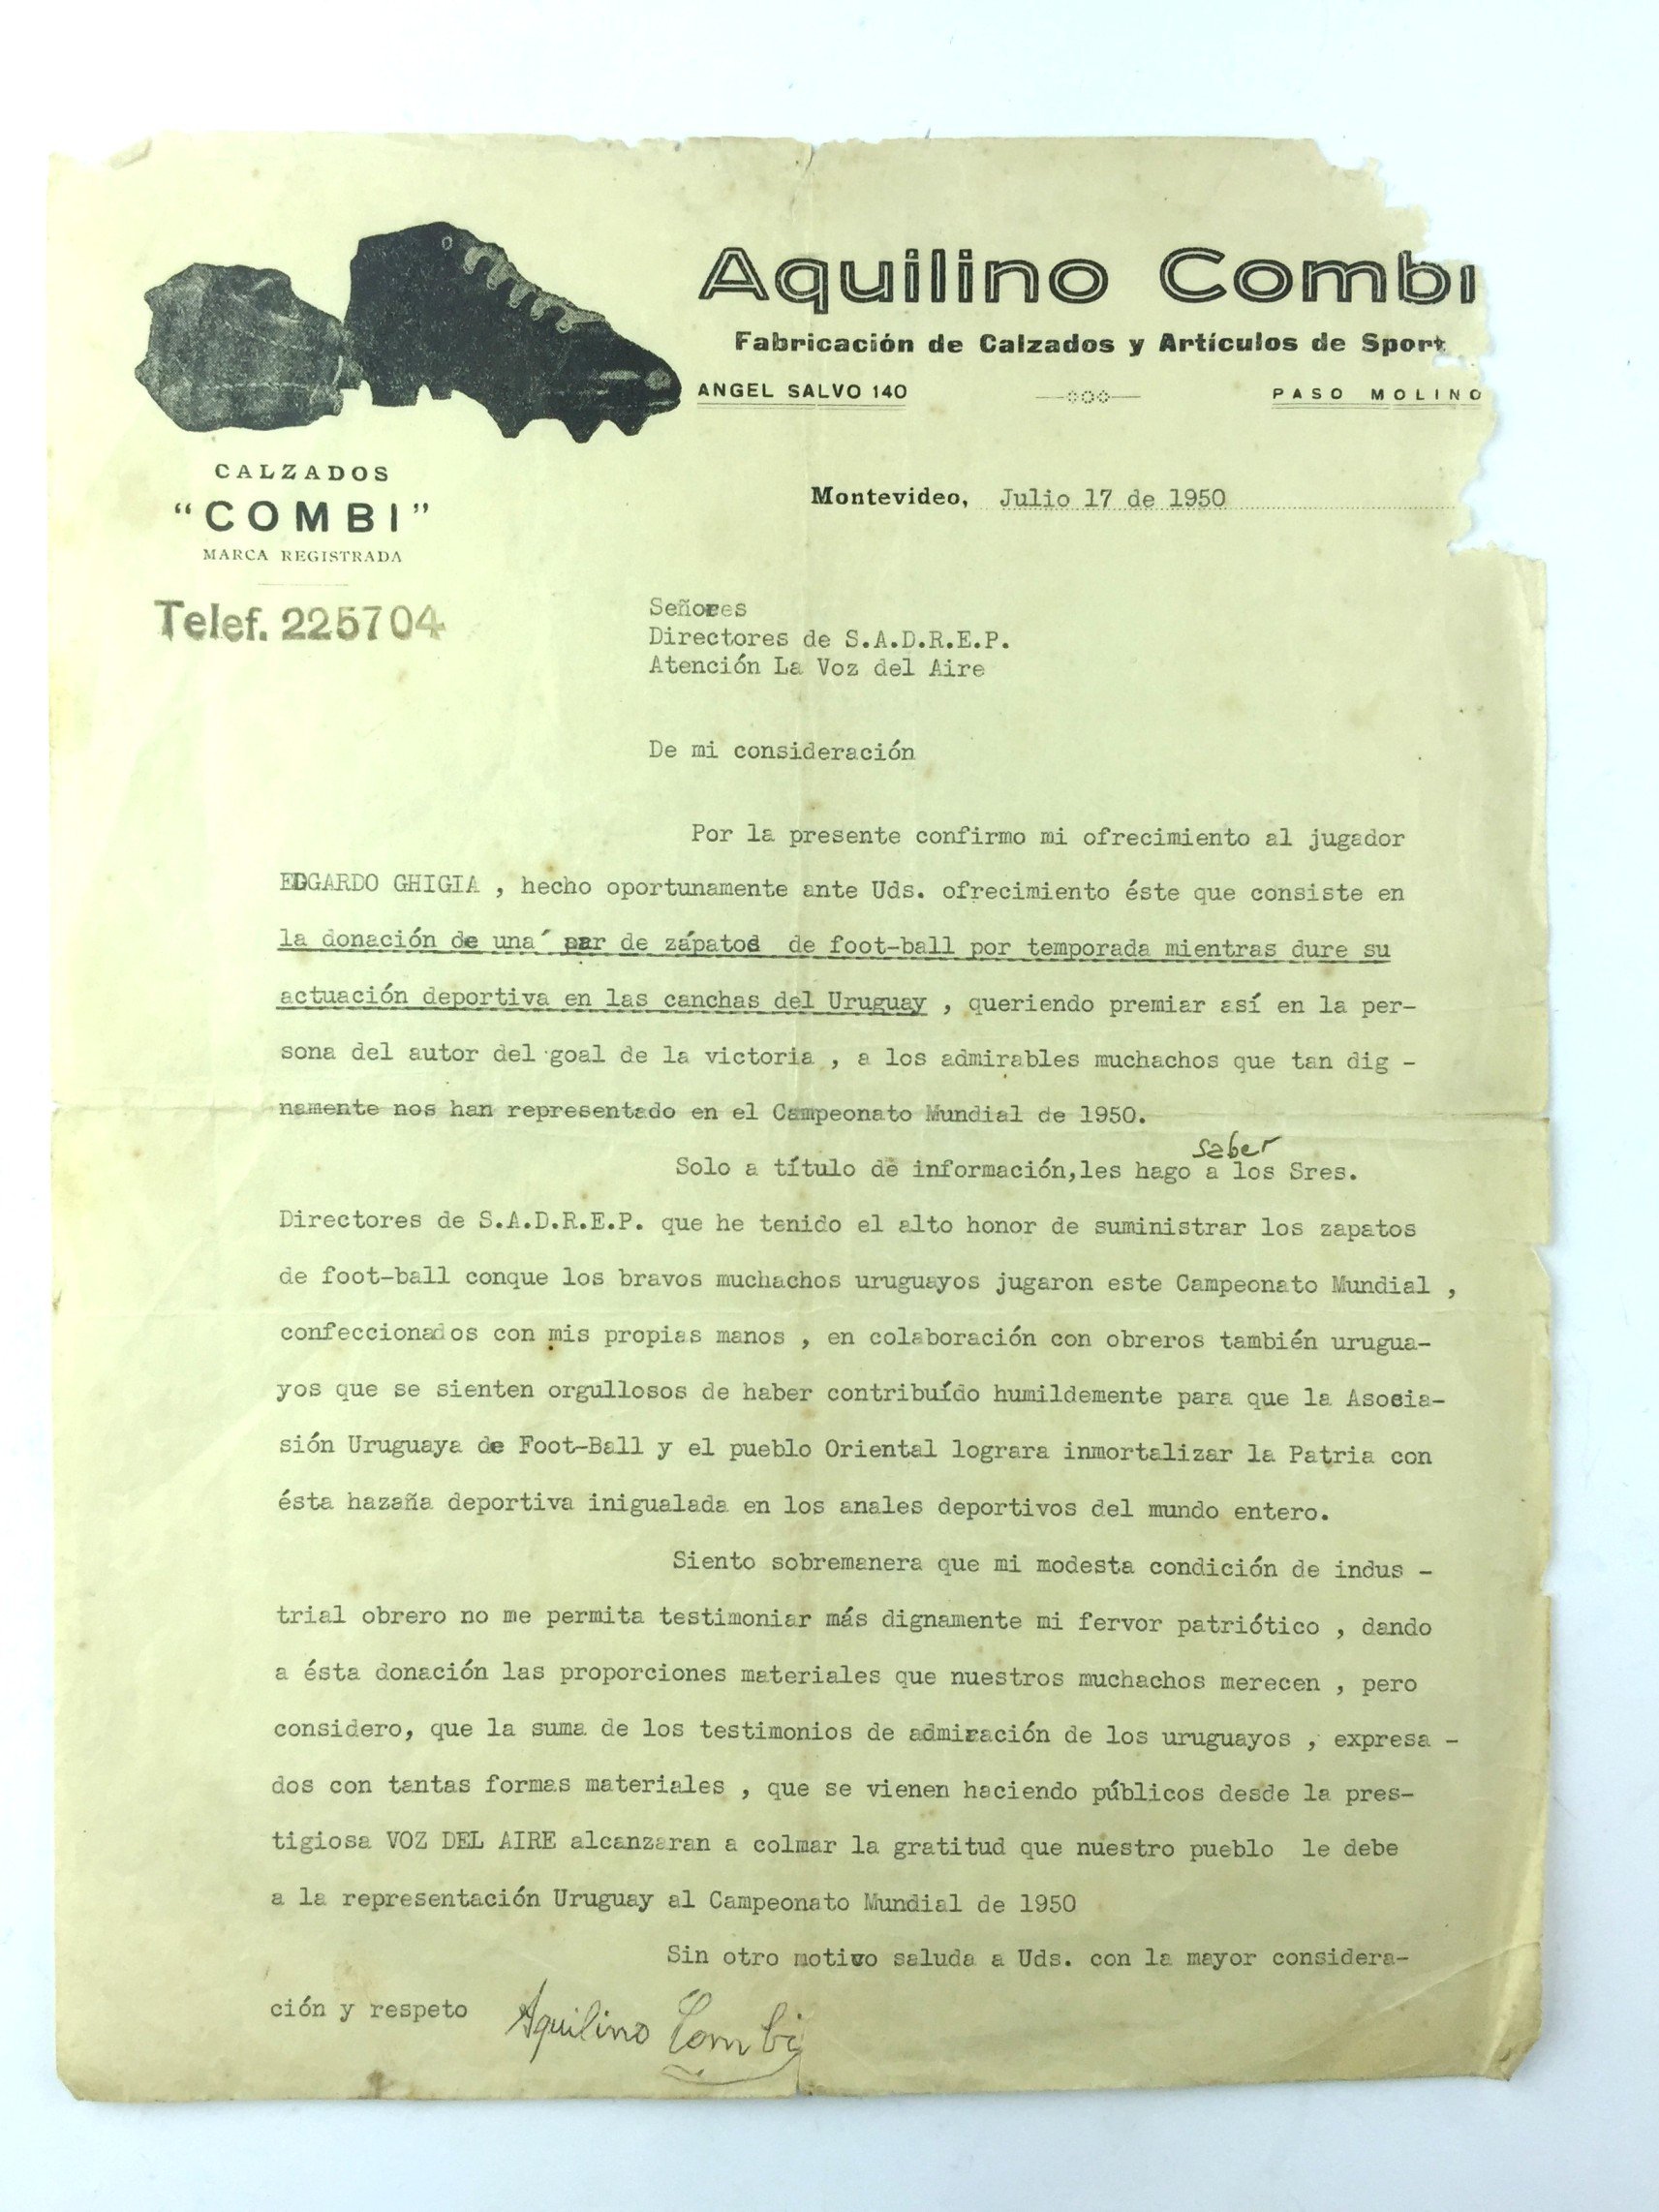 Aquilino Combi
Fabricación de Calzados y Artículos de Sport
ANGEL SALVO 140 PASO MOLINO
CALZADOS
"COMBI"
MARCA REGISTRADA
Telef. 225704
Montevideo, Julio 17 de 1950
Señores
Directores de S.A.D.R.E.P.
Atención La Voz del Aire
De mi consideración
Por la presente confirmo mi ofrecimiento al jugador
EDGARDO GHIGIA , hecho oportunamente ante Uds. ofrecimiento éste que consiste en
la donación de una par de zápatos de foot-ball por temporada mientras dure su
actuación deportiva en las canchas del Uruguay , queriendo premiar así en la per-
sona del autor del goal de la victoria , a los admirables muchachos que tan dig -
namente nos han representado en el Campeonato Mundial de 1950.
saber
Solo a título de información,les hago a los Sres.
Directores de S.A.D.R.E.P. que he tenido el alto honor de suministrar los zapatos
de foot-ball conque los bravos muchachos uruguayos jugaron este Campeonato Mundial ,
confeccionados con mis propias manos , en colaboración con obreros también urugua-
yos que se sienten orgullosos de haber contribuído humildemente para que la Asocia-
sión Uruguaya de Foot-Ball y el pueblo Oriental lograra inmortalizar la Patria con
ésta hazaña deportiva inigualada en los anales deportivos del mundo entero.
Siento sobremanera que mi modesta condición de indus -
trial obrero no me permita testimoniar más dignamente mi fervor patriótico , dando
a ésta donación las proporciones materiales que nuestros muchachos merecen , pero
considero, que la suma de los testimonios de admiración de los uruguayos , expresa -
dos con tantas formas materiales , que se vienen haciendo públicos desde la pres-
tigiosa VOZ DEL AIRE alcanzaran a colmar la gratitud que nuestro pueblo le debe
a la representación Uruguay al Campeonato Mundial de 1950
Sin otro motivo saluda a Uds. con la mayor considera-
ción y respeto Aquilino Combi